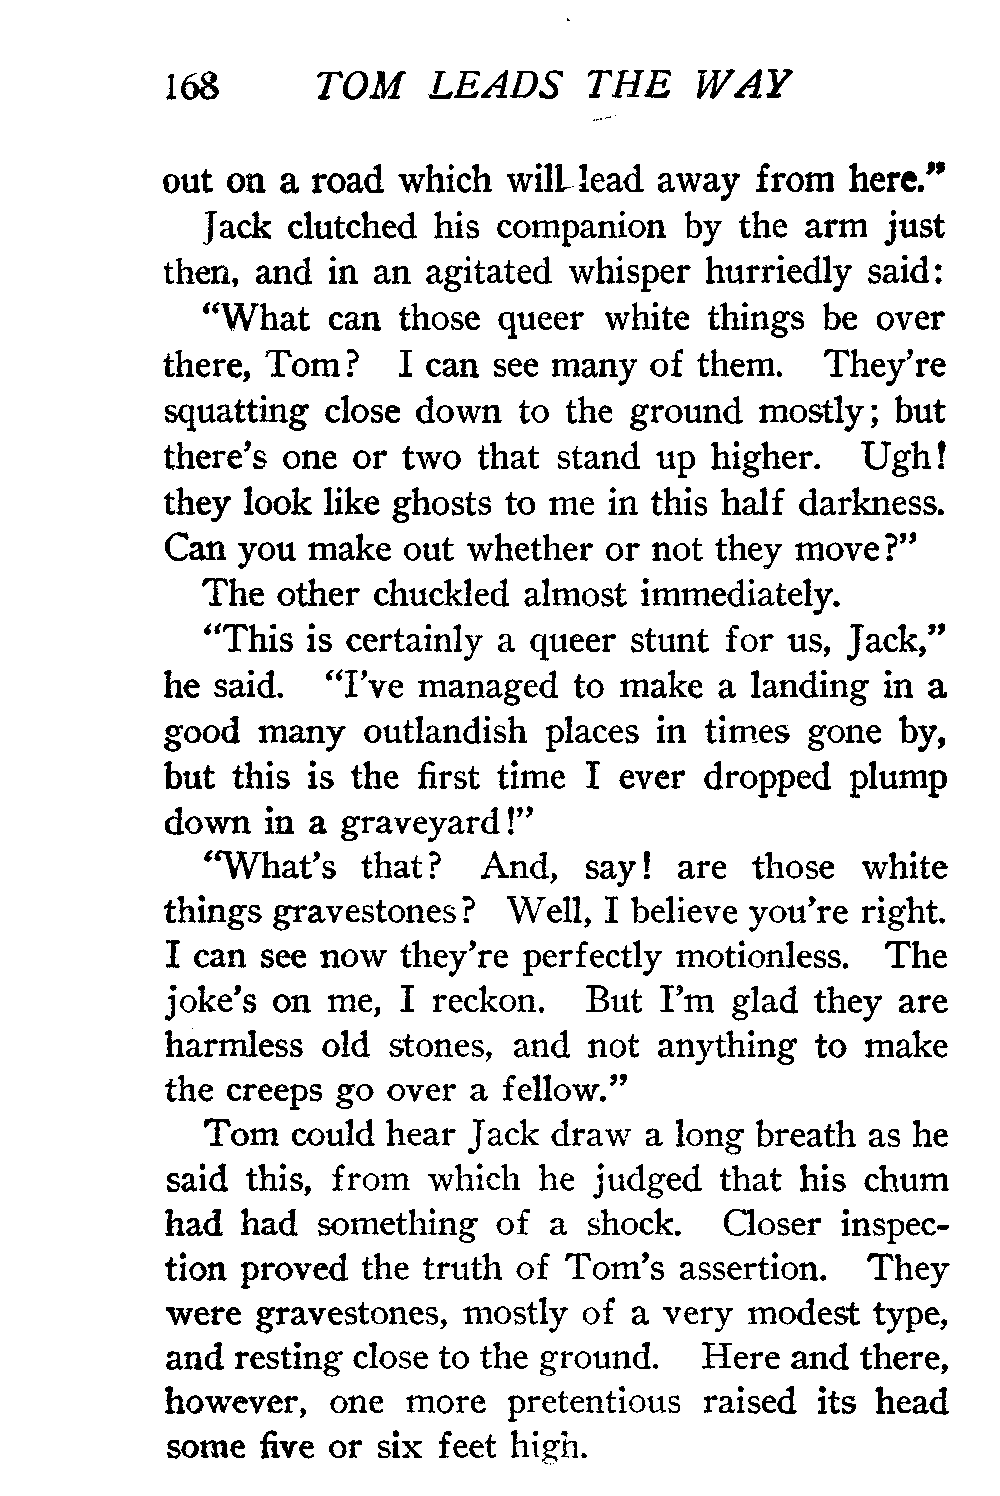 168 TOM LEADS THE WAY
out on a road which will lead away from here."
Jack clutched his companion by the arm just
then, and in an agitated whisper hurriedly said:
"What can those queer white things be over
there, Tom? I can see many of them. They're
squatting close down to the ground mostly; but
there's one or two that stand up higher. Ugh!
they look like ghosts to me in this half darkness.
Can you make out whether or not they move?"
The other chuckled almost immediately.
"This is certainly a queer stunt for us, Jack,"
he said. "I've managed to make a landing in a
good many outlandish places in times gone by,
but this is the first time I ever dropped plump
down in a graveyard!"
"What's that? And, say! are those white
things gravestones? Well, I believe you're right.
I can see now they're perfectly motionless. The
joke's on me, I reckon. But I'm glad they are
harmless old stones, and not anything to make
the creeps go over a fellow."
Tom could hear Jack draw a long breath as he
said this, from which he judged that his chum
had had something of a shock. Closer inspec-
tion proved the truth of Tom's assertion. They
were gravestones, mostly of a very modest type,
and resting close to the ground. Here and there,
however, one more pretentious raised its head
some five or six feet high.